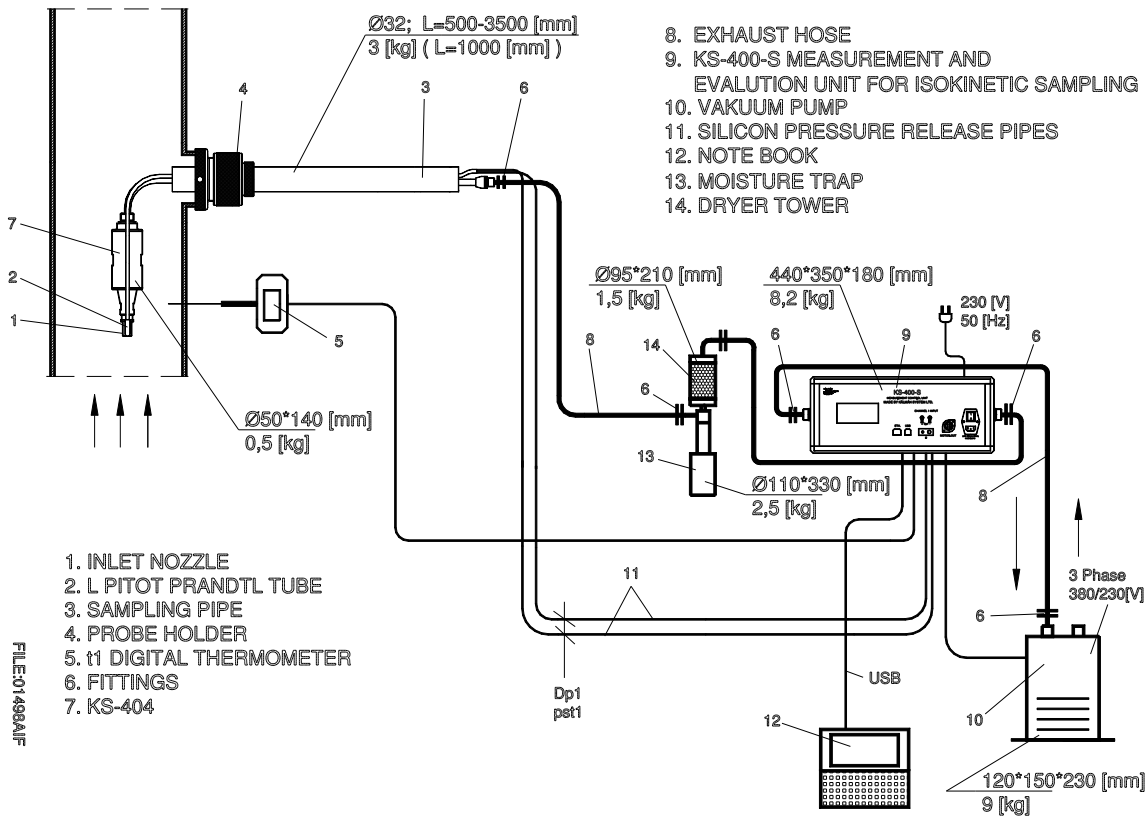 Ø32; L=500-3500 [mm]
3 [kg] ( L=1000 [mm] )
8. EXHAUST HOSE
9. KS-400-S MEASUREMENT AND
EVALUTION UNIT FOR ISOKINETIC SAMPLING
10. VAKUUM PUMP
11. SILICON PRESSURE RELEASE PIPES
12. NOTE BOOK
13. MOISTURE TRAP
14. DRYER TOWER
4
3
6
7
2
1
5
Ø50*140 [mm]
0,5 [kg]
Ø95*210 [mm]
1,5 [kg]
440*350*180 [mm]
8,2 [kg]
230 [V]
50 [Hz]
8
14
6
6
9
6
KS-400-S
13
Ø110*330 [mm]
2,5 [kg]
8
1. INLET NOZZLE
2. L PITOT PRANDTL TUBE
3. SAMPLING PIPE
4. PROBE HOLDER
5. t1 DIGITAL THERMOMETER
6. FITTINGS
7. KS-404
11
3 Phase
380/230[V]
6
Dp1
pst1
USB
12
10
120*150*230 [mm]
9 [kg]
FILE:01496AIF